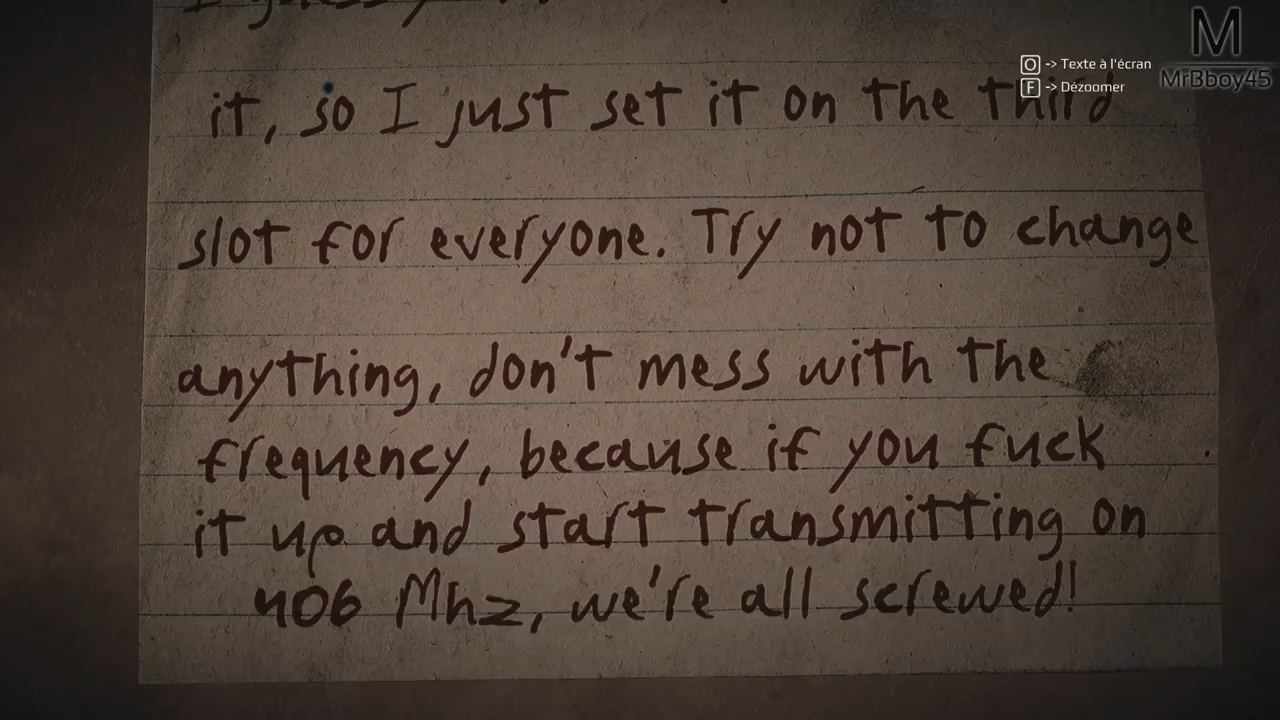 it, so I just set it on the third
slot for everyone. Try not to change
anything, don't mess with the
frequency, because if you fuck
it up and start transmitting on
406 Mhz, we're all screwed!
O -> Texte à l'écran
F -> Dézoomer
M
MrBboy45